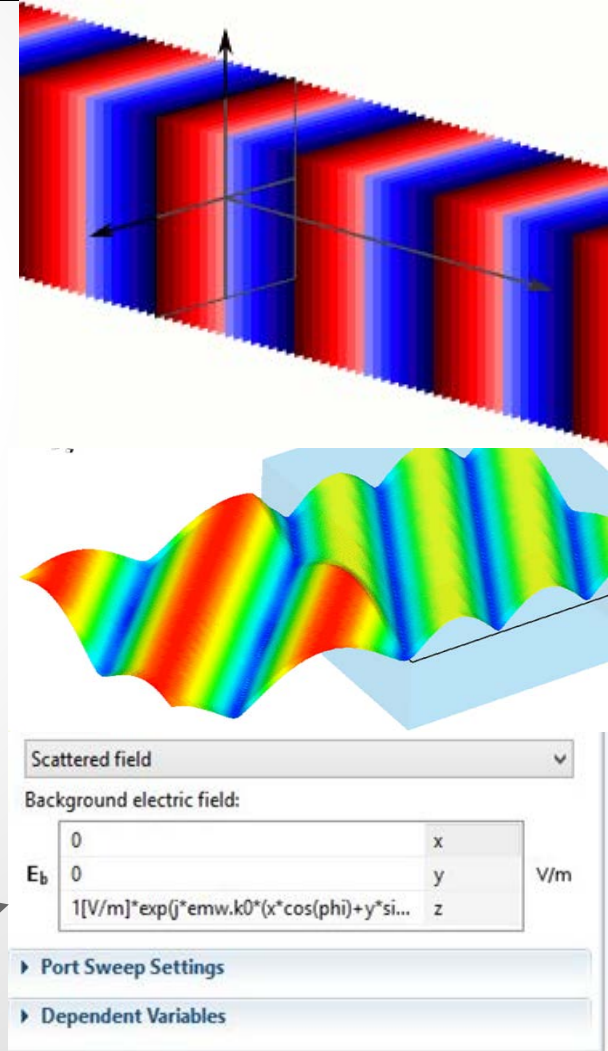 Scattered field
Background electric field:
0 x
E_b 0 y V/m
1[V/m]*exp(j*emw.k0*(x*cos(phi)+y*si... z
Port Sweep Settings
Dependent Variables